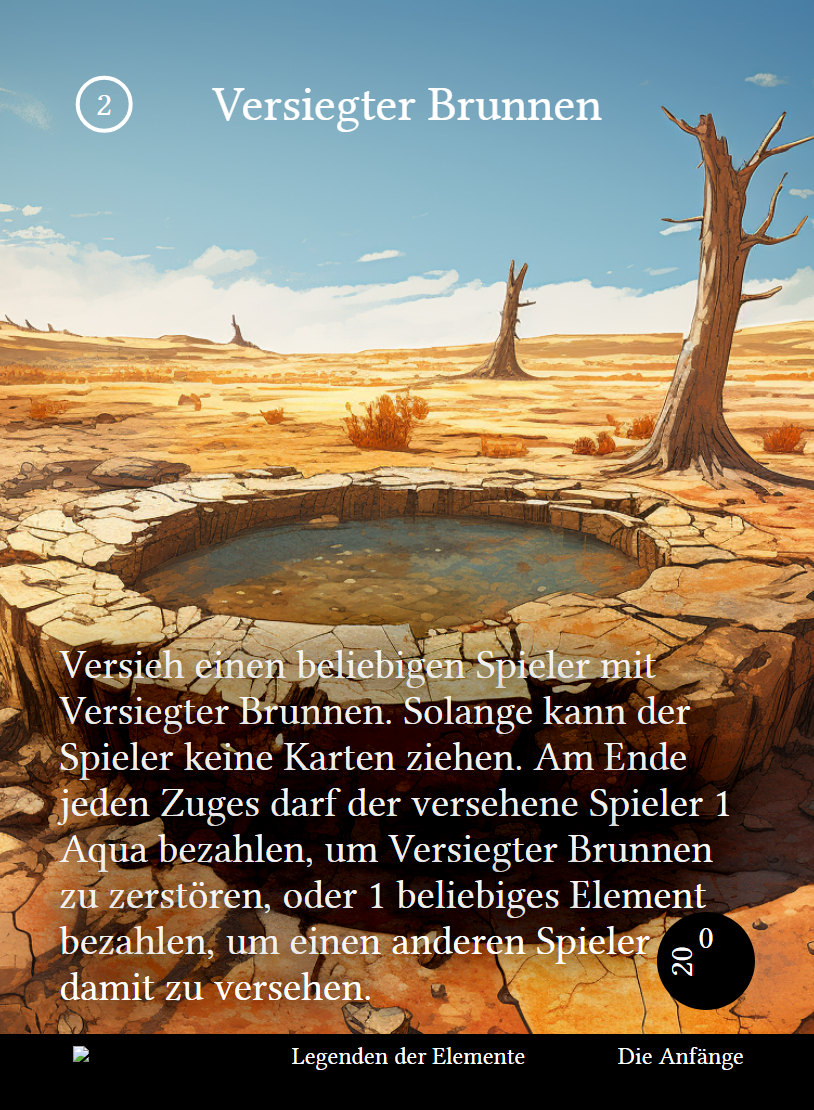 2
Versiegter Brunnen
Versieh einen beliebigen Spieler mit
Versiegter Brunnen. Solange kann der
Spieler keine Karten ziehen. Am Ende
jeden Zuges darf der versehene Spieler 1
Aqua bezahlen, um Versiegter Brunnen
zu zerstören, oder 1 beliebiges Element
bezahlen, um einen anderen Spieler
damit zu versehen.
0
20
Legenden der Elemente
Die Anfänge